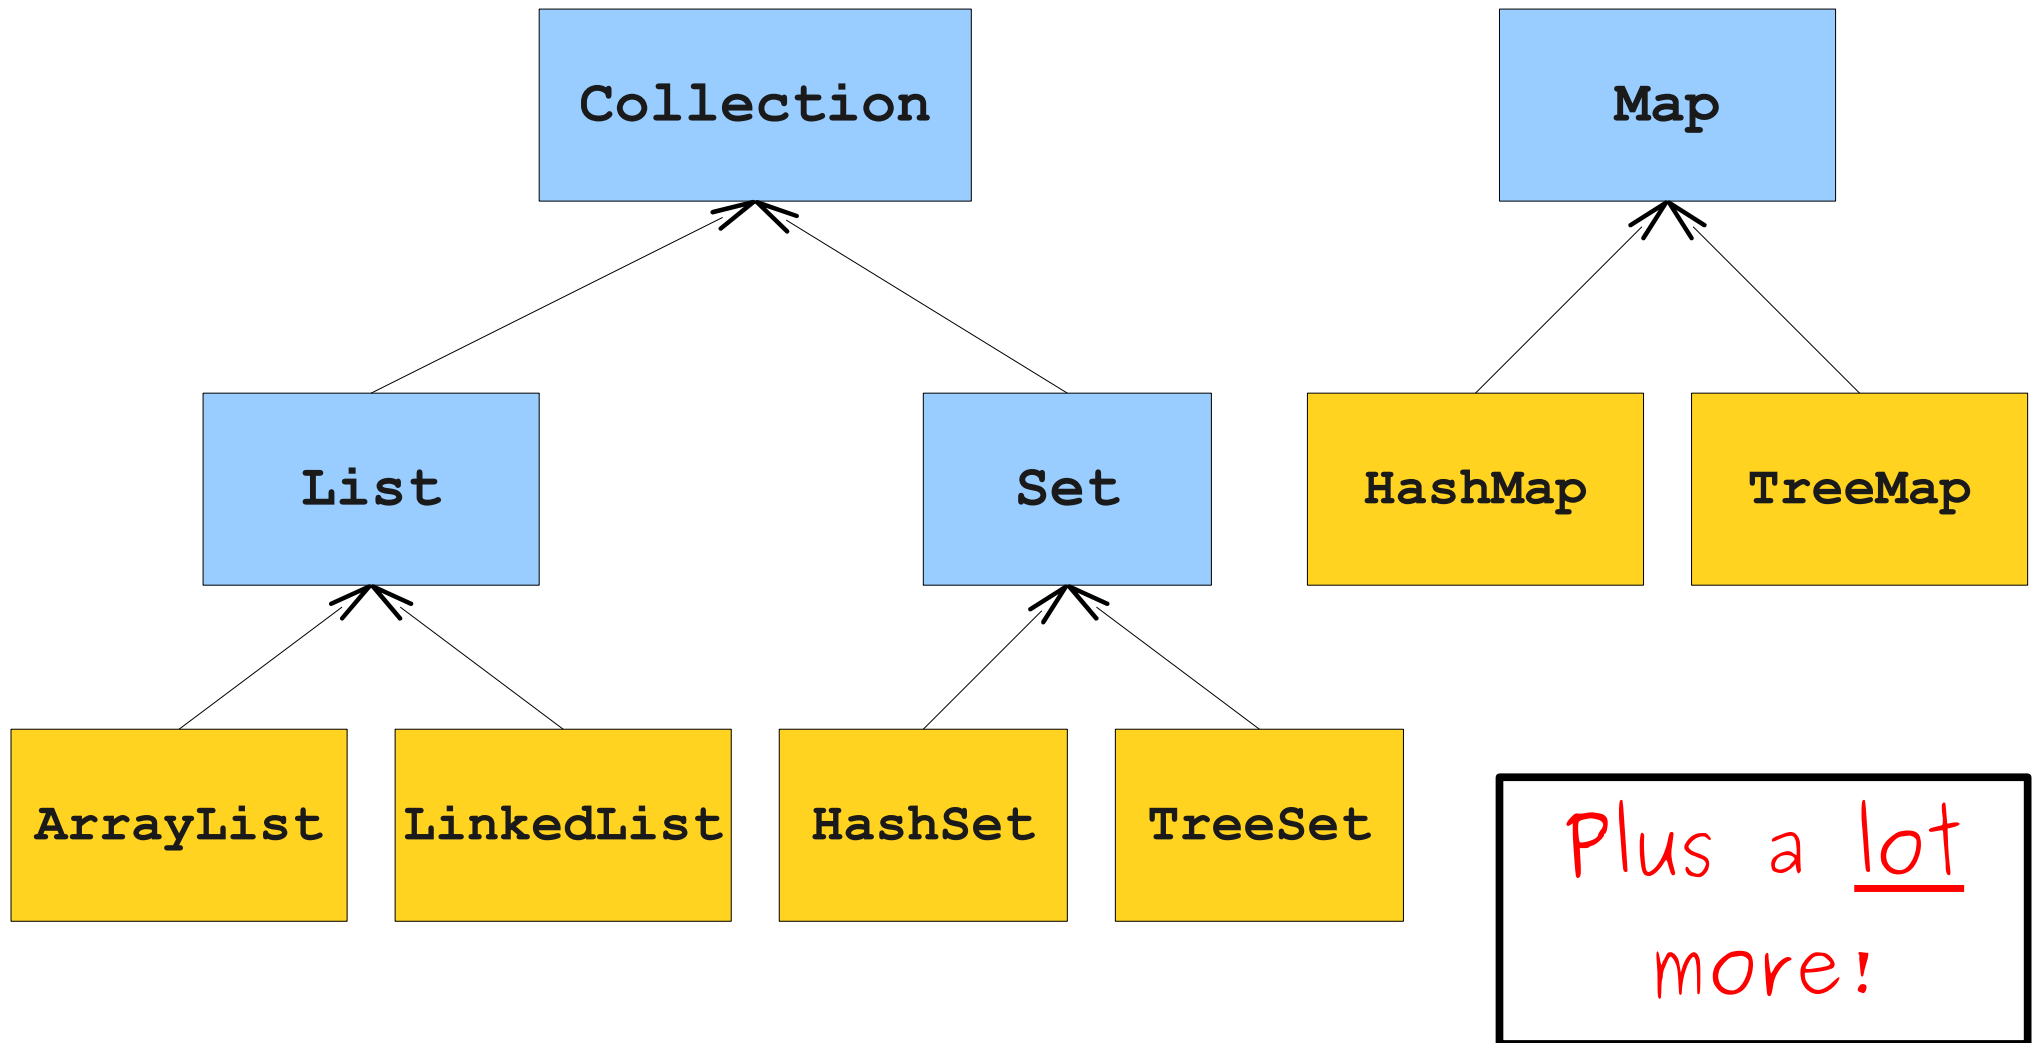 Collection
Map
List
Set
HashMap
TreeMap
ArrayList
LinkedList
HashSet
TreeSet
Plus a lot
more!